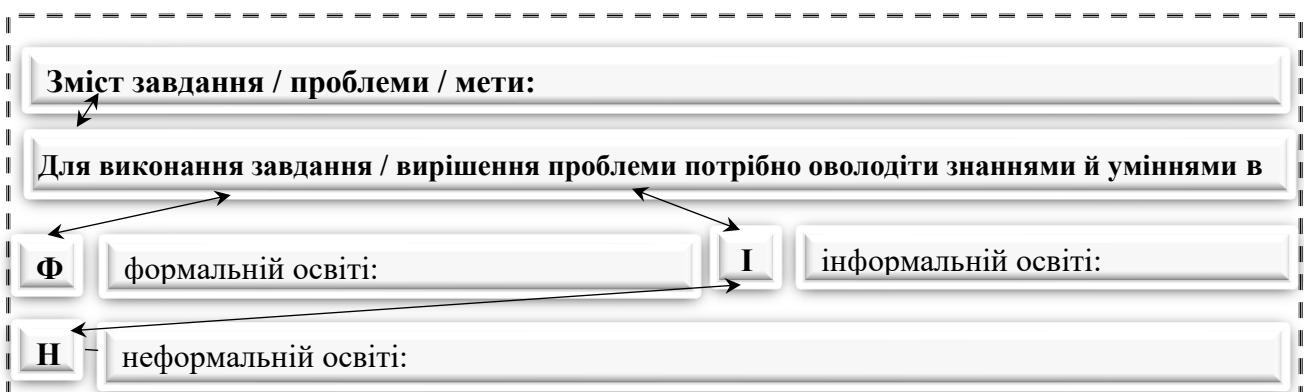 Зміст завдання / проблеми / мети:
Для виконання завдання / вирішення проблеми потрібно оволодіти знаннями й уміннями в
Ф формальній освіті: І інформальній освіті:
Н неформальній освіті: